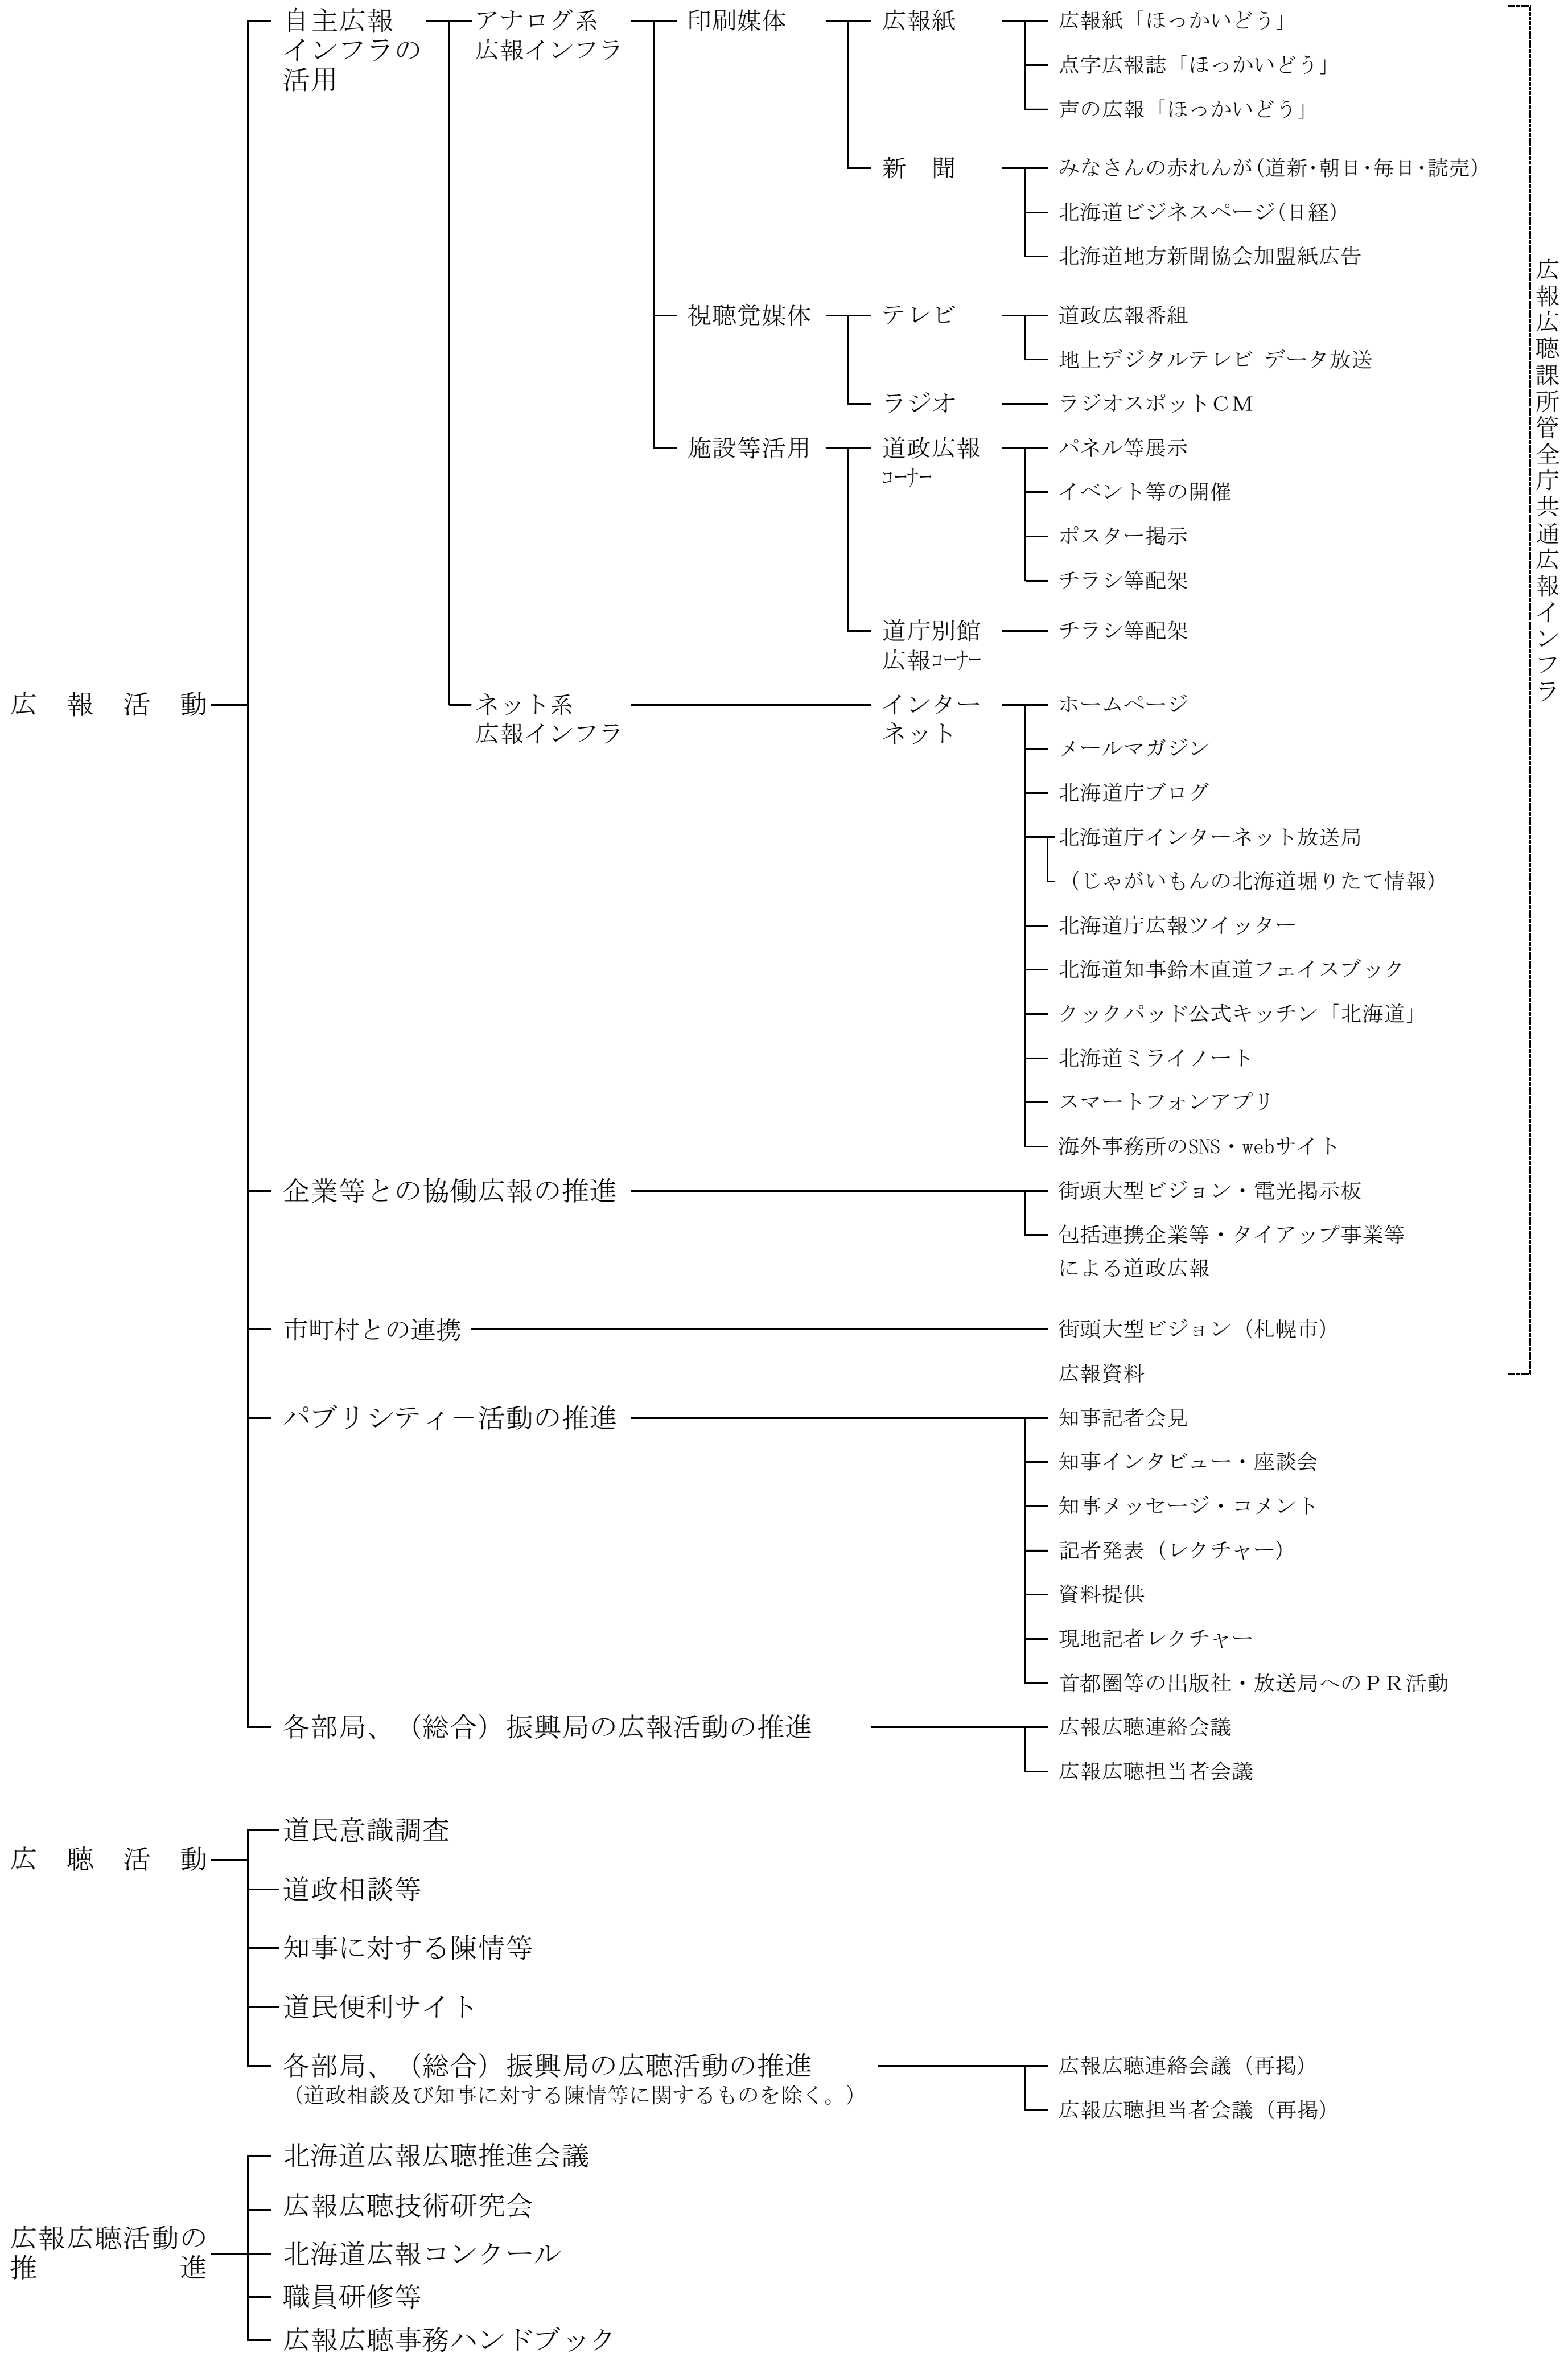 自主広報
インフラの
活用
アナログ系
広報インフラ
印刷媒体
広報紙
広報紙「ほっかいどう」
点字広報誌「ほっかいどう」
声の広報「ほっかいどう」
新　聞
みなさんの赤れんが(道新・朝日・毎日・読売)
北海道ビジネスページ(日経)
北海道地方新聞協会加盟紙広告
視聴覚媒体
テレビ
道政広報番組
地上デジタルテレビ データ放送
ラジオ
ラジオスポットＣＭ
施設等活用
道政広報
ｺｰﾅｰ
パネル等展示
イベント等の開催
ポスター掲示
チラシ等配架
道庁別館
広報ｺｰﾅｰ
チラシ等配架
広報広聴課所管全庁共通広報インフラ
広　報　活　動
ネット系
広報インフラ
インター
ネット
ホームページ
メールマガジン
北海道庁ブログ
北海道庁インターネット放送局
（じゃがいもんの北海道堀りたて情報）
北海道庁広報ツイッター
北海道知事鈴木直道フェイスブック
クックパッド公式キッチン「北海道」
北海道ミライノート
スマートフォンアプリ
海外事務所のSNS・webサイト
企業等との協働広報の推進
街頭大型ビジョン・電光掲示板
包括連携企業等・タイアップ事業等
による道政広報
市町村との連携
街頭大型ビジョン（札幌市）
広報資料
パブリシティ－活動の推進
知事記者会見
知事インタビュー・座談会
知事メッセージ・コメント
記者発表（レクチャー）
資料提供
現地記者レクチャー
首都圏等の出版社・放送局へのＰＲ活動
各部局、（総合）振興局の広報活動の推進
広報広聴連絡会議
広報広聴担当者会議
広　聴　活　動
道民意識調査
道政相談等
知事に対する陳情等
道民便利サイト
各部局、（総合）振興局の広聴活動の推進
（道政相談及び知事に対する陳情等に関するものを除く。）
広報広聴連絡会議（再掲）
広報広聴担当者会議（再掲）
広報広聴活動の
推　　　　　進
北海道広報広聴推進会議
広報広聴技術研究会
北海道広報コンクール
職員研修等
広報広聴事務ハンドブック